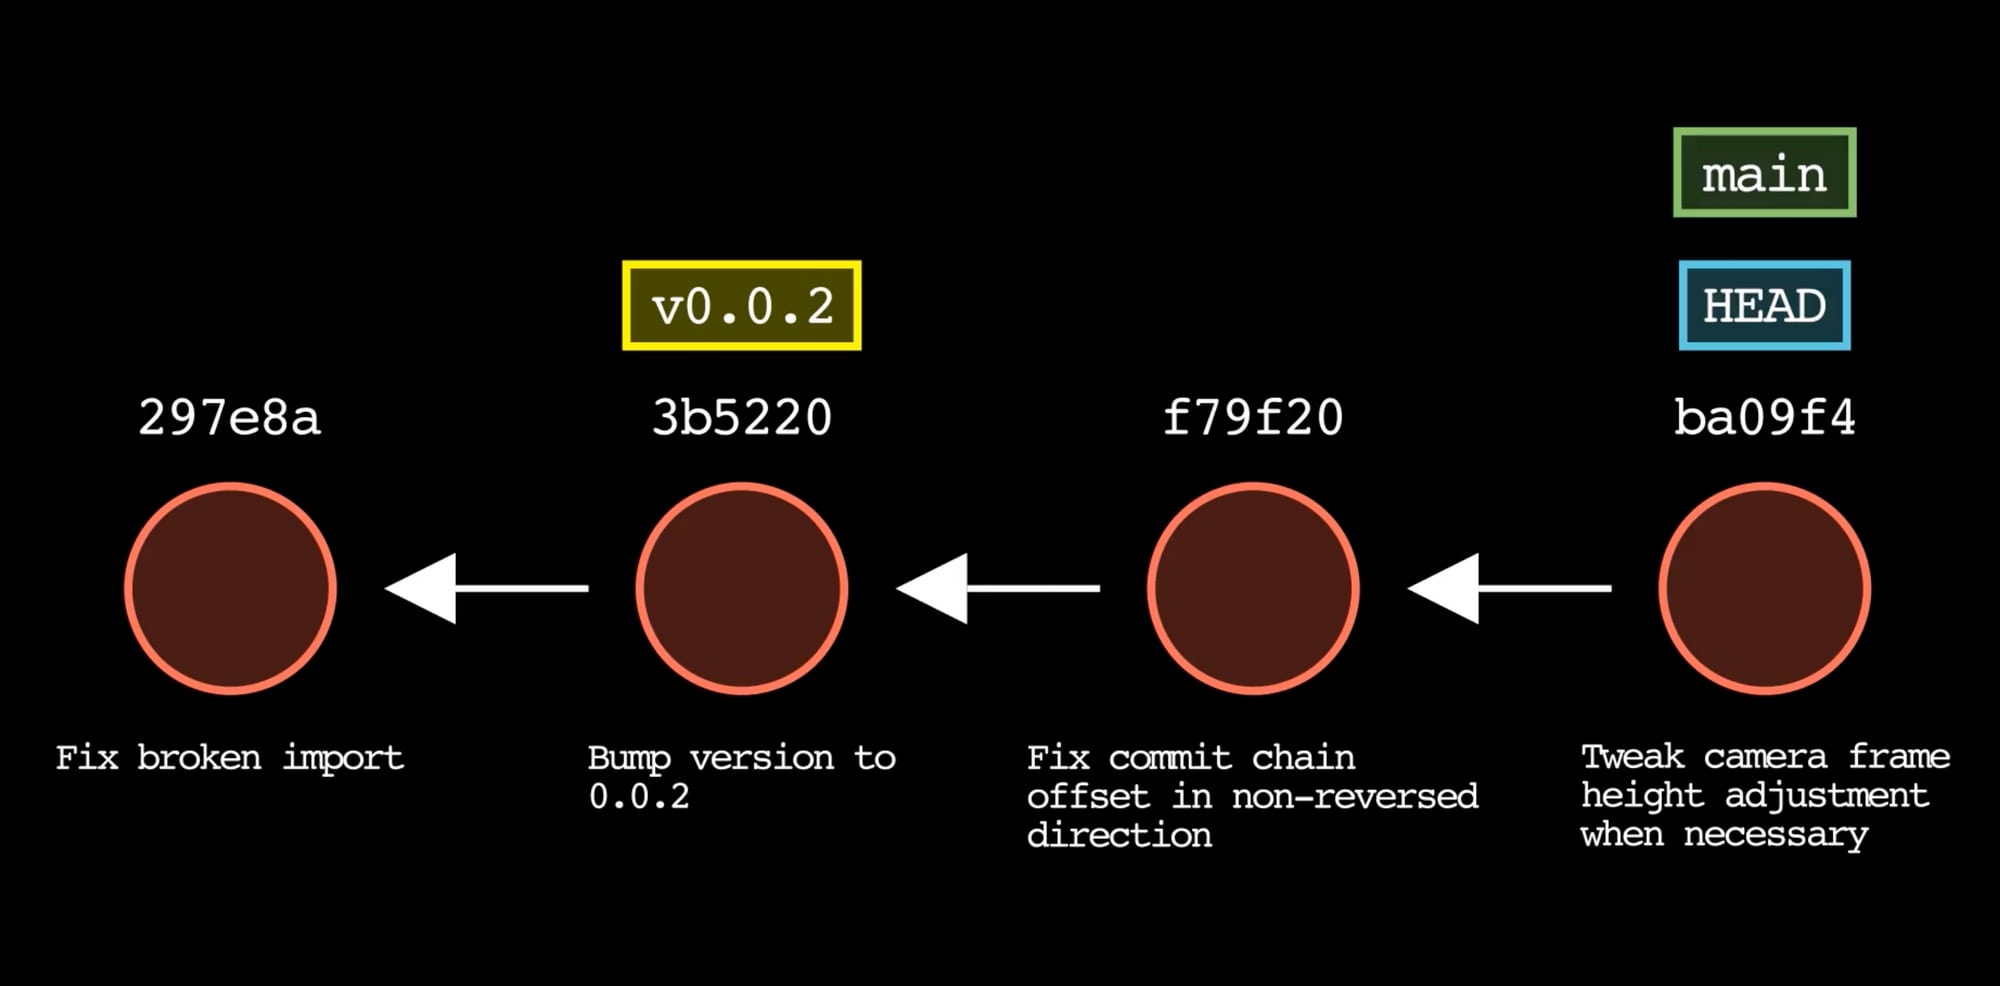 main
v0.0.2
HEAD
297e8a
3b5220
f79f20
ba09f4
Fix broken import
Bump version to
0.0.2
Fix commit chain
offset in non-reversed
direction
Tweak camera frame
height adjustment
when necessary